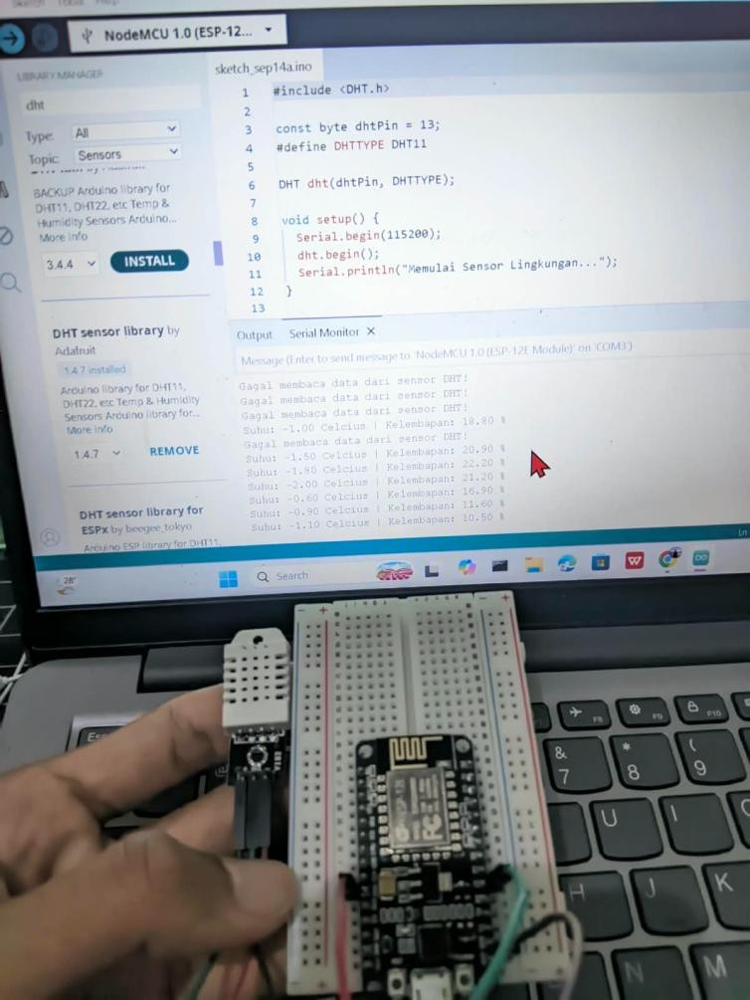 Sketch Tools Help
NodeMCU 1.0 (ESP-12...
LIBRARY MANAGER
dht
Type: All
Topic: Sensors
BACKUP Arduino library for
DHT11, DHT22, etc Temp &
Humidity Sensors Arduino...
More info
3.4.4 INSTALL
DHT sensor library by
Adafruit
1.4.7 installed
Arduino library for DHT11,
DHT22, etc Temp & Humidity
Sensors Arduino library for...
More info
1.4.7 REMOVE
DHT sensor library for
ESPx by beegee_tokyo
Arduino ESP library for DHT11,
sketch_sep14a.ino
1 #include <DHT.h>
2
3 const byte dhtPin = 13;
4 #define DHTTYPE DHT11
5
6 DHT dht(dhtPin, DHTTYPE);
7
8 void setup() {
9 Serial.begin(115200);
10 dht.begin();
11 Serial.println("Memulai Sensor Lingkungan...");
12 }
13
Output Serial Monitor X
Message (Enter to send message to 'NodeMCU 1.0 (ESP-12E Module)' on 'COM3')
Gagal membaca data dari sensor DHT!
Gagal membaca data dari sensor DHT!
Gagal membaca data dari sensor DHT!
Suhu: -1.00 Celcius | Kelembapan: 18.80 %
Gagal membaca data dari sensor DHT!
Suhu: -1.50 Celcius | Kelembapan: 20.90 %
Suhu: -1.80 Celcius | Kelembapan: 22.20 %
Suhu: -2.00 Celcius | Kelembapan: 21.20 %
Suhu: -0.60 Celcius | Kelembapan: 16.90 %
Suhu: -0.90 Celcius | Kelembapan: 11.60 %
Suhu: -1.10 Celcius | Kelembapan: 10.50 %
Ln
28°
Search
W
Esc
F8 F9 F10
& 7
* 8
( 9
U I
H J K
N M